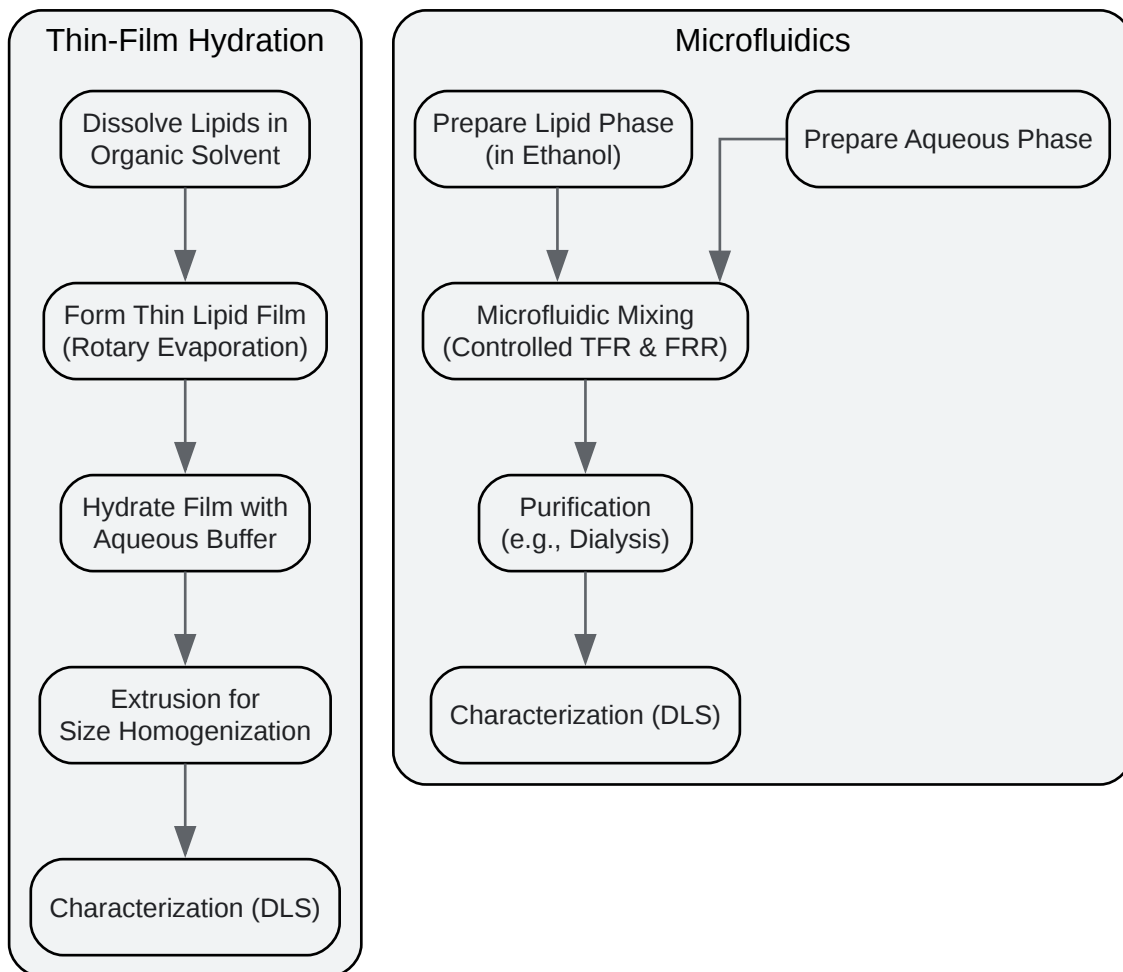 Thin-Film Hydration
Dissolve Lipids in
Organic Solvent
Form Thin Lipid Film
(Rotary Evaporation)
Hydrate Film with
Aqueous Buffer
Extrusion for
Size Homogenization
Characterization (DLS)
Microfluidics
Prepare Lipid Phase
(in Ethanol)
Prepare Aqueous Phase
Microfluidic Mixing
(Controlled TFR & FRR)
Purification
(e.g., Dialysis)
Characterization (DLS)